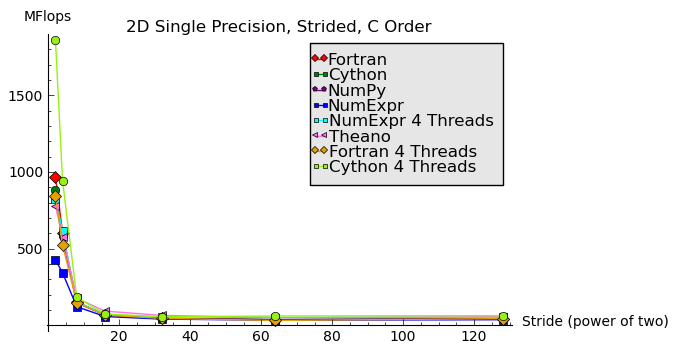 MFlops
2D Single Precision, Strided, C Order
Fortran
Cython
NumPy
NumExpr
NumExpr 4 Threads
Theano
Fortran 4 Threads
Cython 4 Threads
1500
1000
500
20 40 60 80 100 120
Stride (power of two)